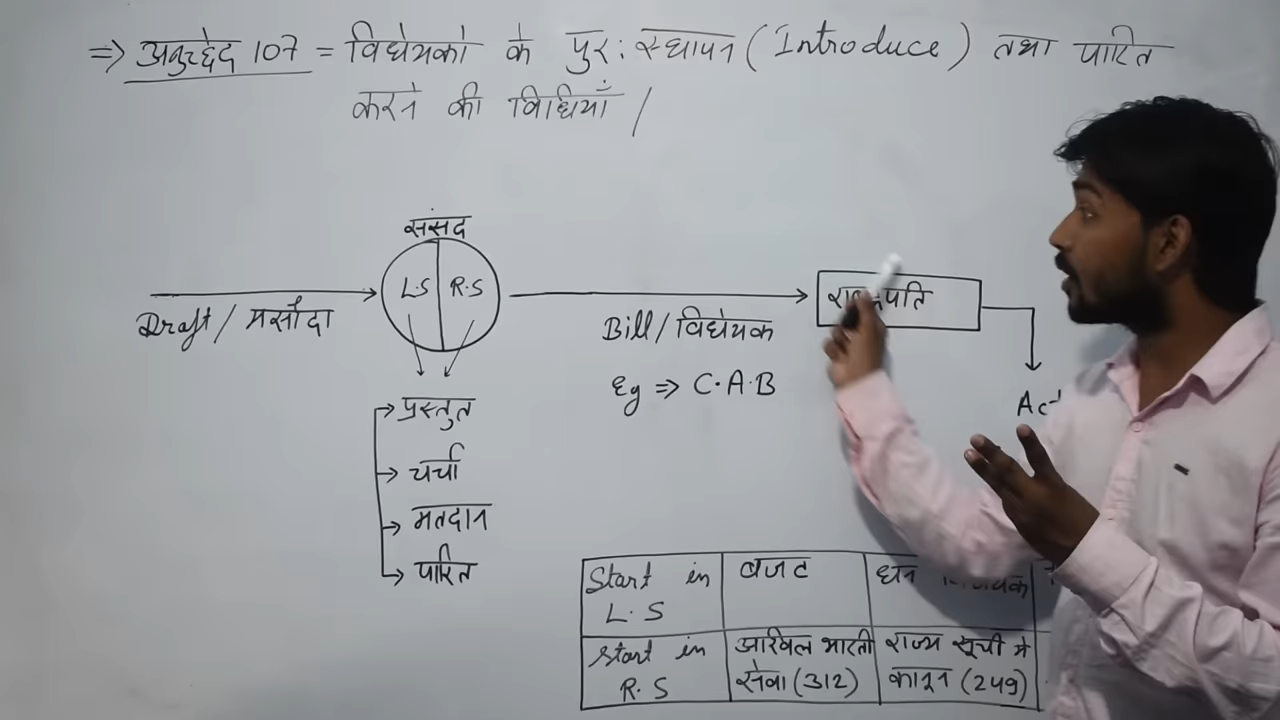 ⇒ अनुच्छेद 107 = विधेयको के पुर: स्थापन (Introduce) तथा पारित
करने की विधियाँ /
संसद
L.S R.S
Draft / मसौदा
Bill / विधेयक
Eg ⇒ C.A.B
प्रस्तुत
चर्चा
मतदान
पारित
Start in
L.S
बजट
धन
Start in
R.S
आखिल भारती
सेवा (312)
राज्य सूची मे
कानून (249)